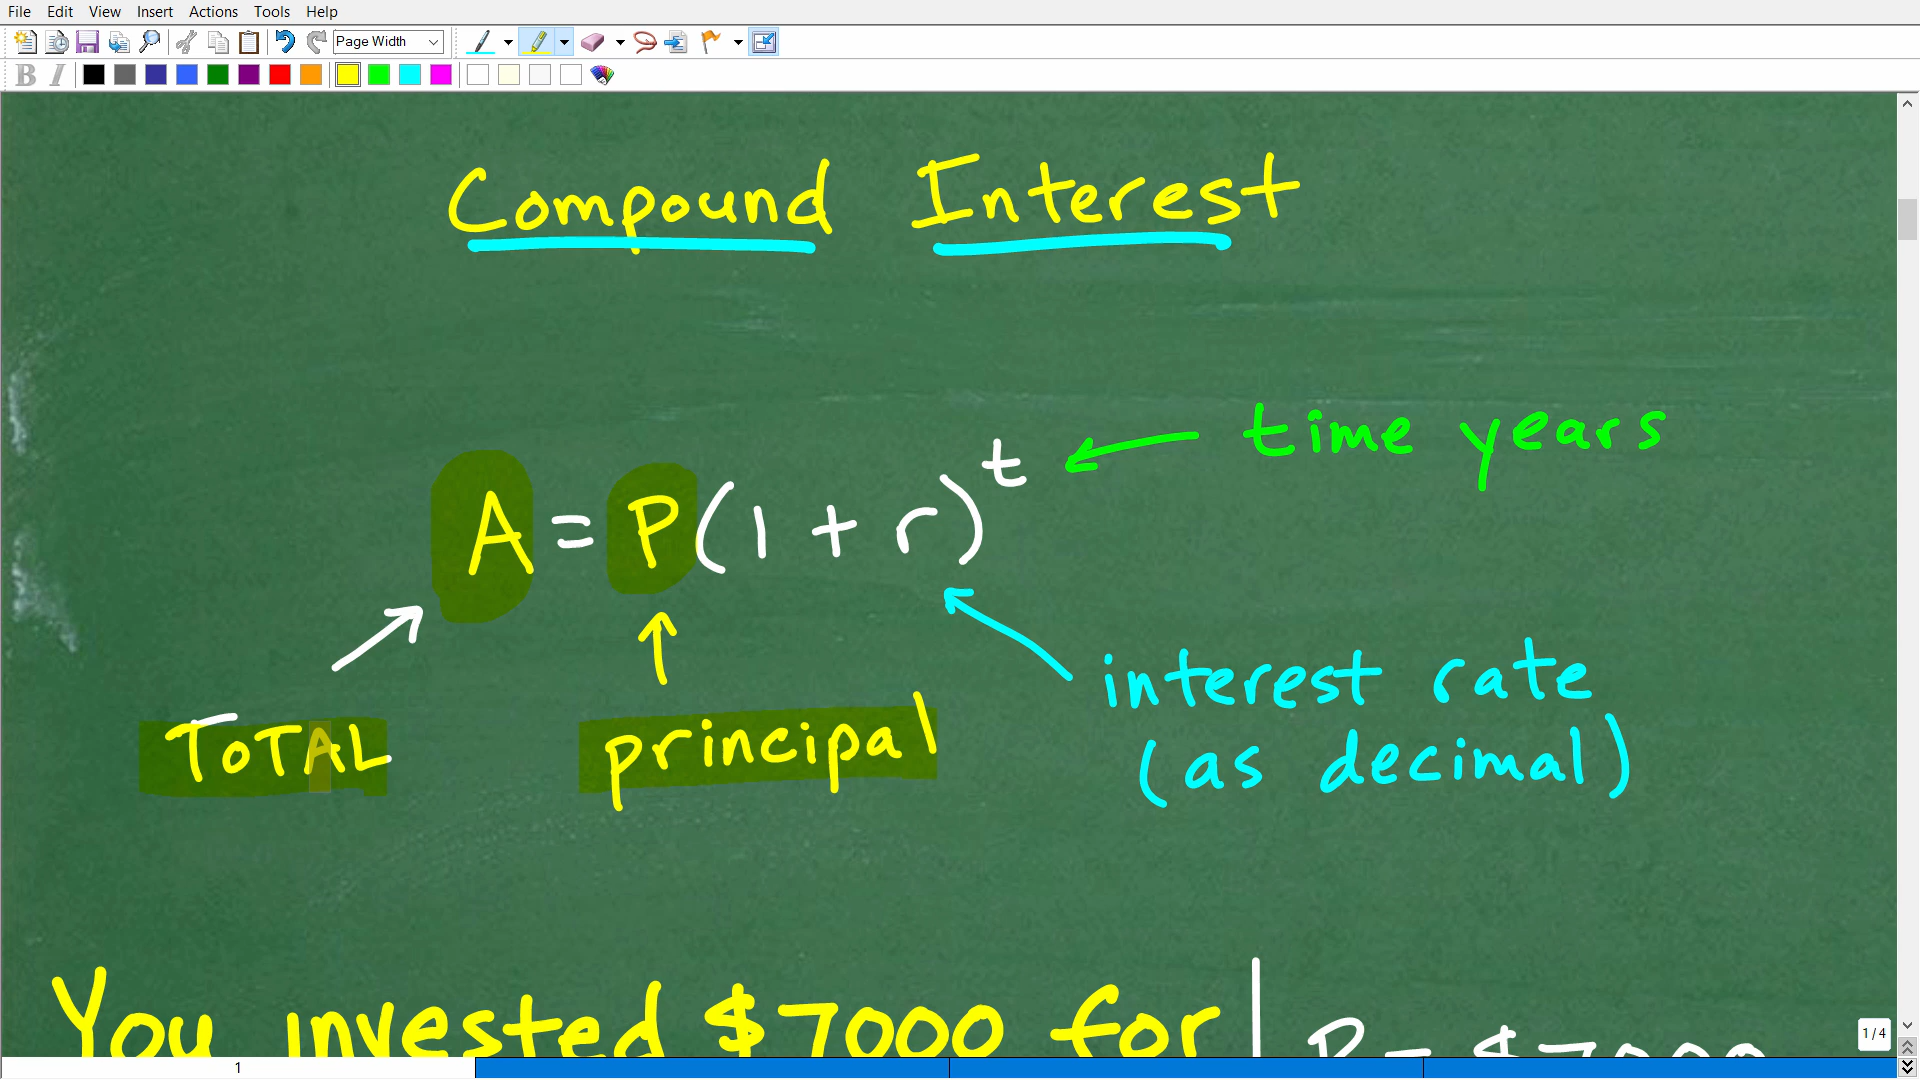 File Edit View Insert Actions Tools Help
Page Width
B I
Compound Interest
A = P(1 + r)^t
time years
TOTAL
principal
interest rate
(as decimal)
You invested $7000 for
P = $7000
1 / 4
1